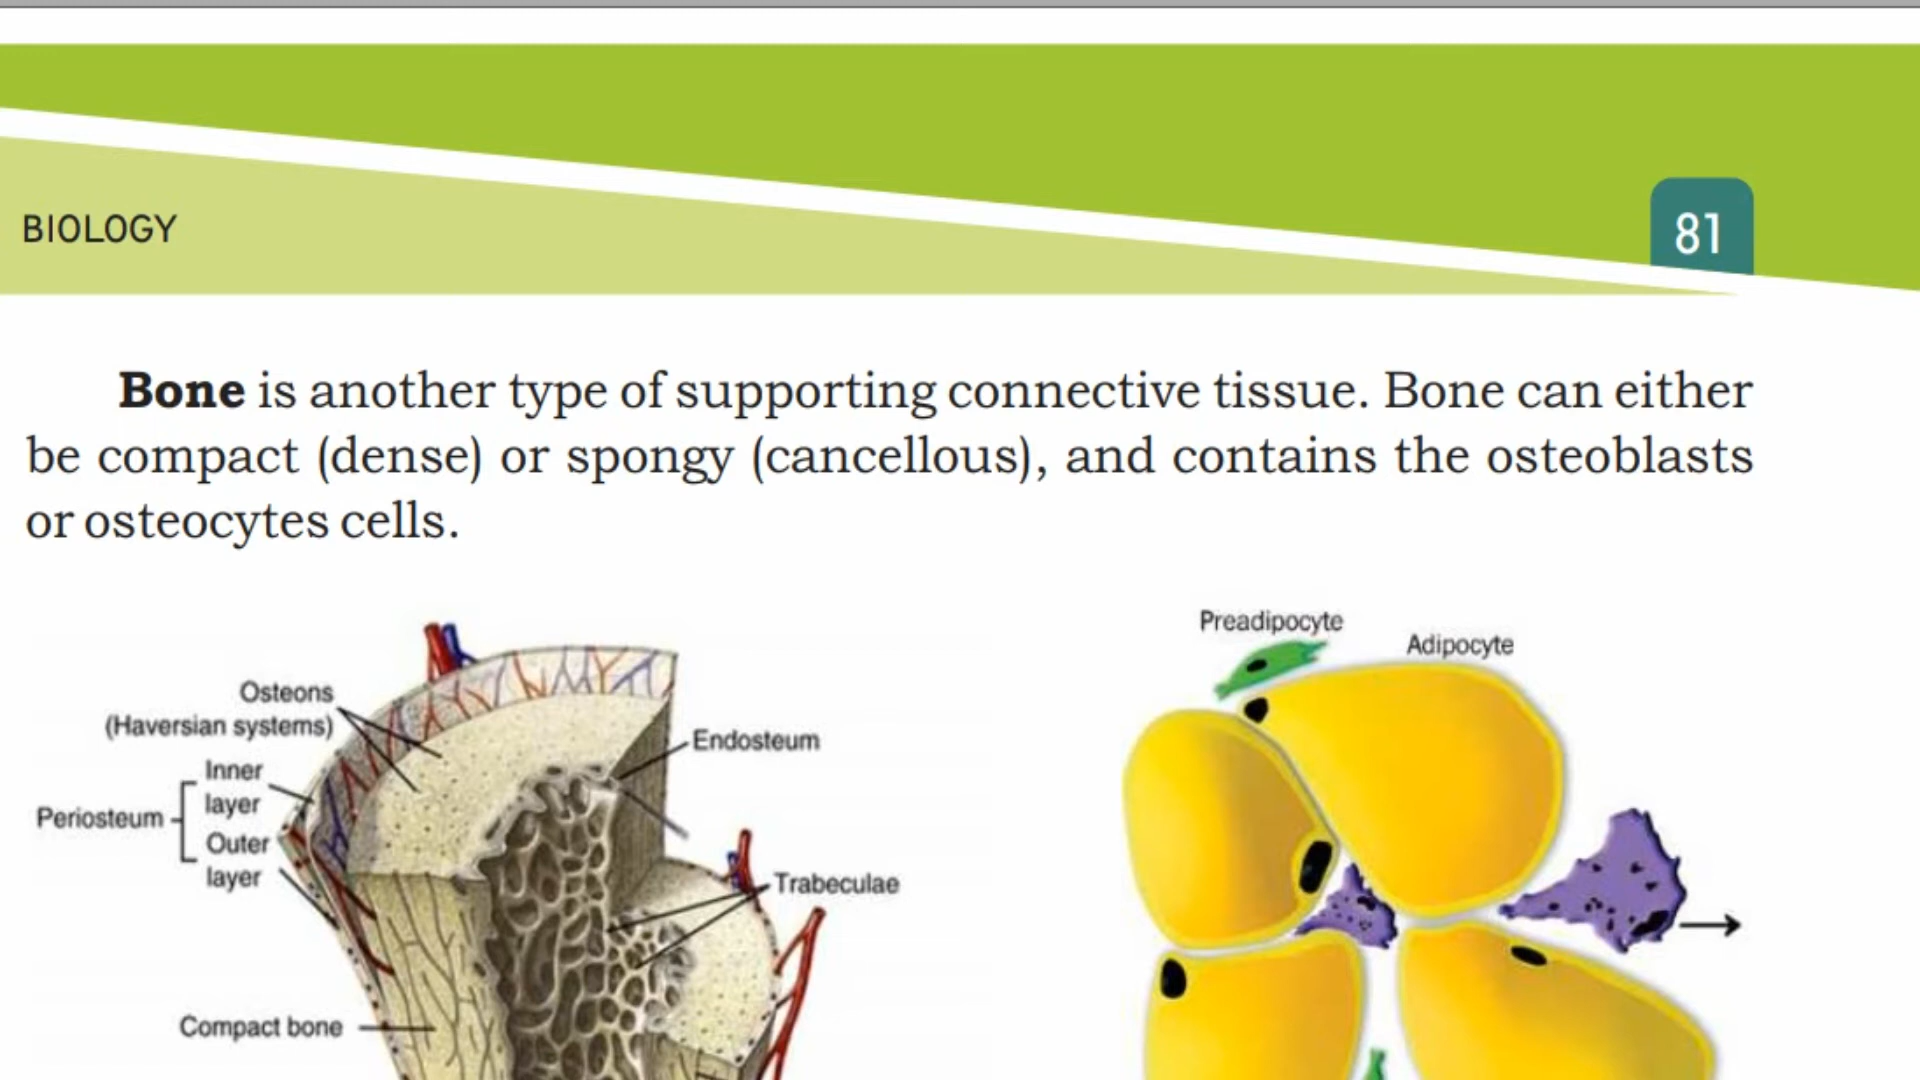 BIOLOGY
81
Bone is another type of supporting connective tissue. Bone can either
be compact (dense) or spongy (cancellous), and contains the osteoblasts
or osteocytes cells.
Osteons
(Haversian systems)
Inner
layer
Periosteum
Outer
layer
Compact bone
Endosteum
Trabeculae
Preadipocyte
Adipocyte